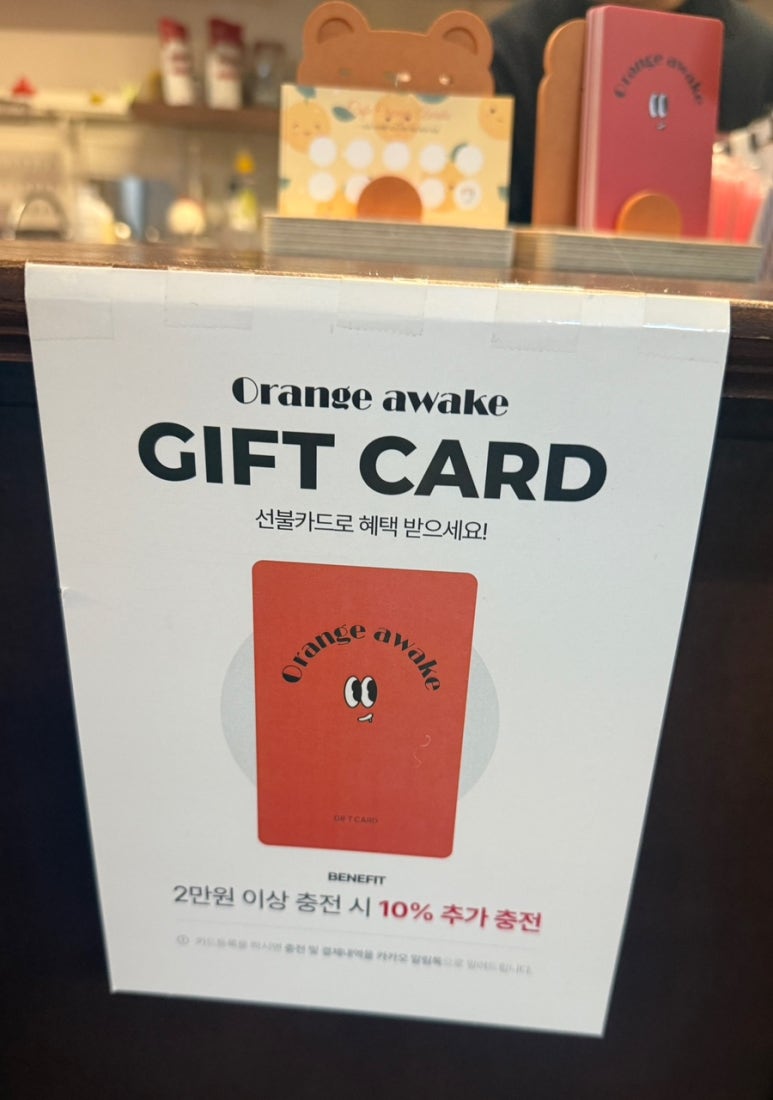 Orange awake
Orange awake
GIFT CARD
선불카드로 혜택 받으세요!
Orange awake
GIFT CARD
BENEFIT
2만원 이상 충전 시 10% 추가 충전
카드등록을 하시면 충전 및 결제내역을 카카오 알림톡으로 알려드립니다.